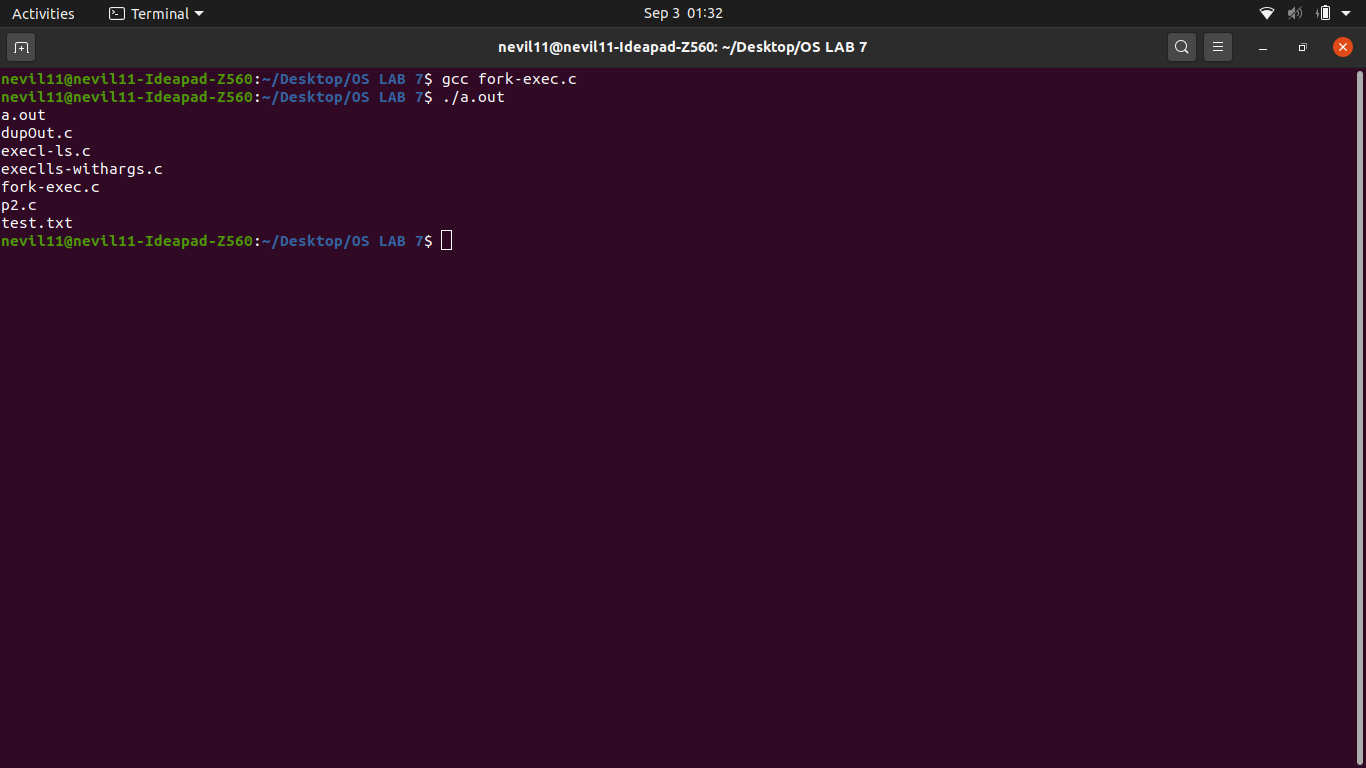 Activities Terminal Sep 3 01:32
nevil11@nevil11-Ideapad-Z560: ~/Desktop/OS LAB 7
nevil11@nevil11-Ideapad-Z560:~/Desktop/OS LAB 7$ gcc fork-exec.c
nevil11@nevil11-Ideapad-Z560:~/Desktop/OS LAB 7$ ./a.out
a.out
dupOut.c
execl-ls.c
execlls-withargs.c
fork-exec.c
p2.c
test.txt
nevil11@nevil11-Ideapad-Z560:~/Desktop/OS LAB 7$